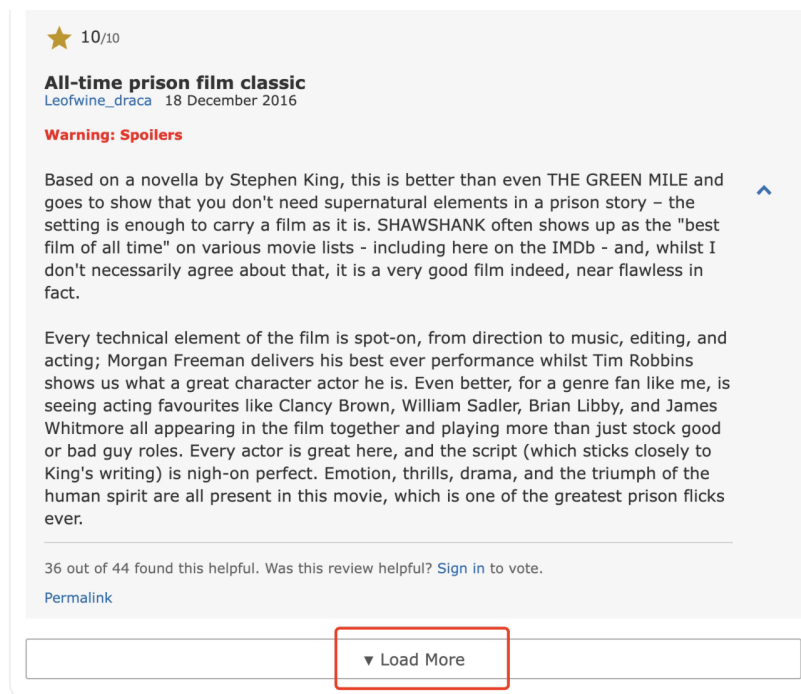 10/10
All-time prison film classic
Leofwine_draca 18 December 2016
Warning: Spoilers
Based on a novella by Stephen King, this is better than even THE GREEN MILE and
goes to show that you don't need supernatural elements in a prison story – the
setting is enough to carry a film as it is. SHAWSHANK often shows up as the "best
film of all time" on various movie lists - including here on the IMDb - and, whilst I
don't necessarily agree about that, it is a very good film indeed, near flawless in
fact.
Every technical element of the film is spot-on, from direction to music, editing, and
acting; Morgan Freeman delivers his best ever performance whilst Tim Robbins
shows us what a great character actor he is. Even better, for a genre fan like me, is
seeing acting favourites like Clancy Brown, William Sadler, Brian Libby, and James
Whitmore all appearing in the film together and playing more than just stock good
or bad guy roles. Every actor is great here, and the script (which sticks closely to
King's writing) is nigh-on perfect. Emotion, thrills, drama, and the triumph of the
human spirit are all present in this movie, which is one of the greatest prison flicks
ever.
36 out of 44 found this helpful. Was this review helpful? Sign in to vote.
Permalink
▼ Load More